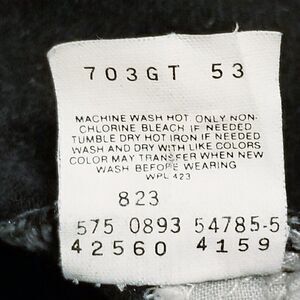 703GT 53
MACHINE WASH HOT ONLY NON-
CHLORINE BLEACH IF NEEDED
TUMBLE DRY HOT IRON IF NEEDED
WASH AND DRY WITH LIKE COLORS
COLOR MAY TRANSFER WHEN NEW
WASH BEFORE WEARING
WPL 423
823
575 0893 54785-5
42560 4159